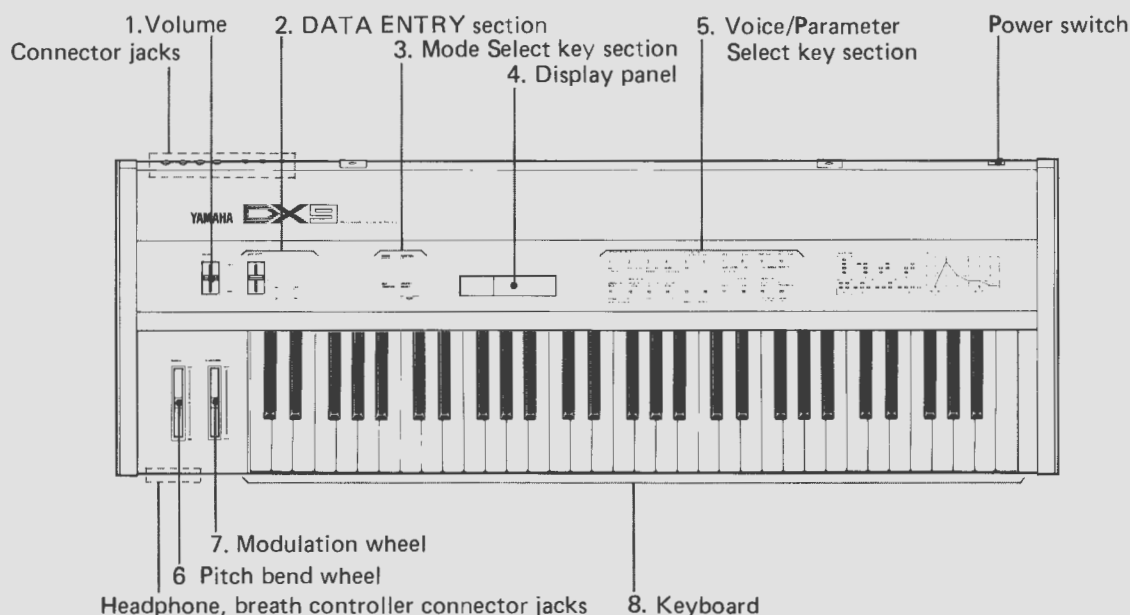 1. Volume
Connector jacks
2. DATA ENTRY section
3. Mode Select key section
4. Display panel
5. Voice/Parameter
Select key section
Power switch
YAMAHA DX9
7. Modulation wheel
6 Pitch bend wheel
Headphone, breath controller connector jacks
8. Keyboard